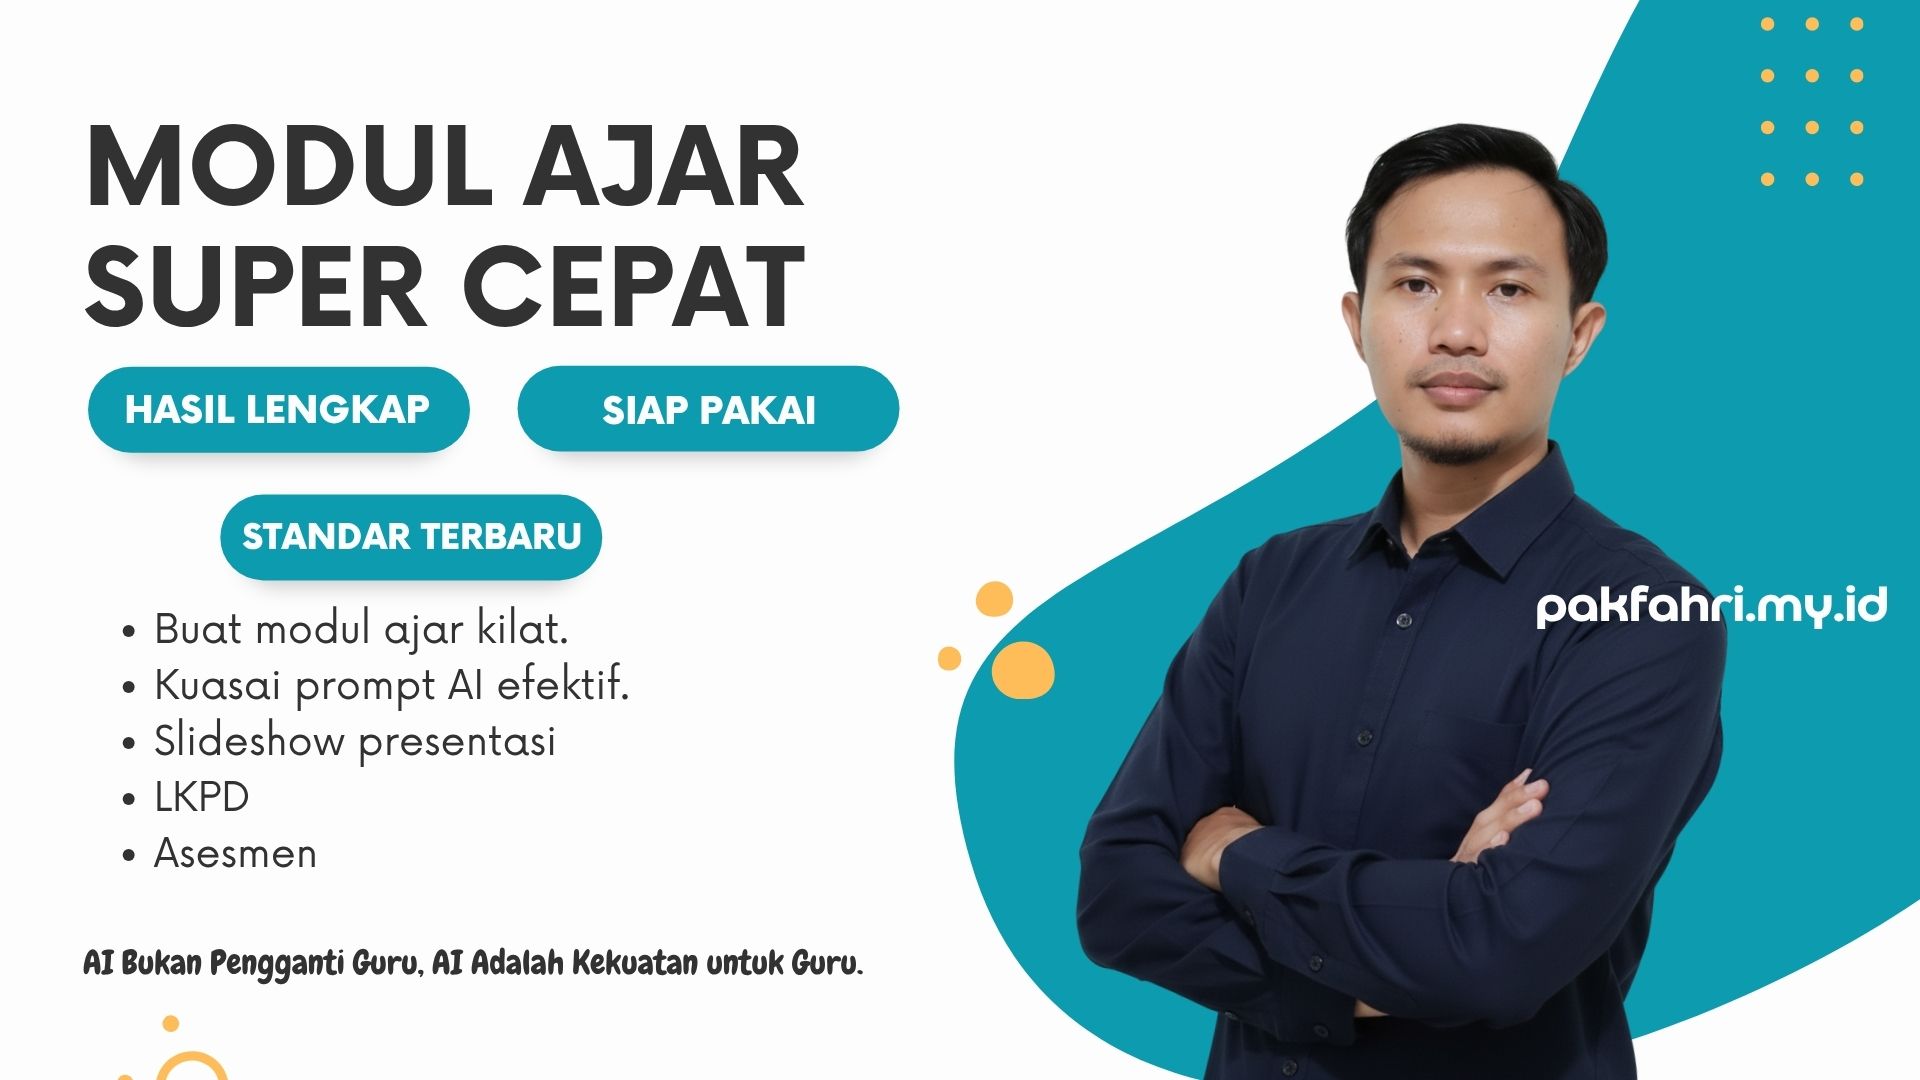 MODUL AJAR
SUPER CEPAT
HASIL LENGKAP
SIAP PAKAI
STANDAR TERBARU
• Buat modul ajar kilat.
• Kuasai prompt AI efektif.
• Slideshow presentasi
• LKPD
• Asesmen
AI Bukan Pengganti Guru, AI Adalah Kekuatan untuk Guru.
pakfahri.my.id